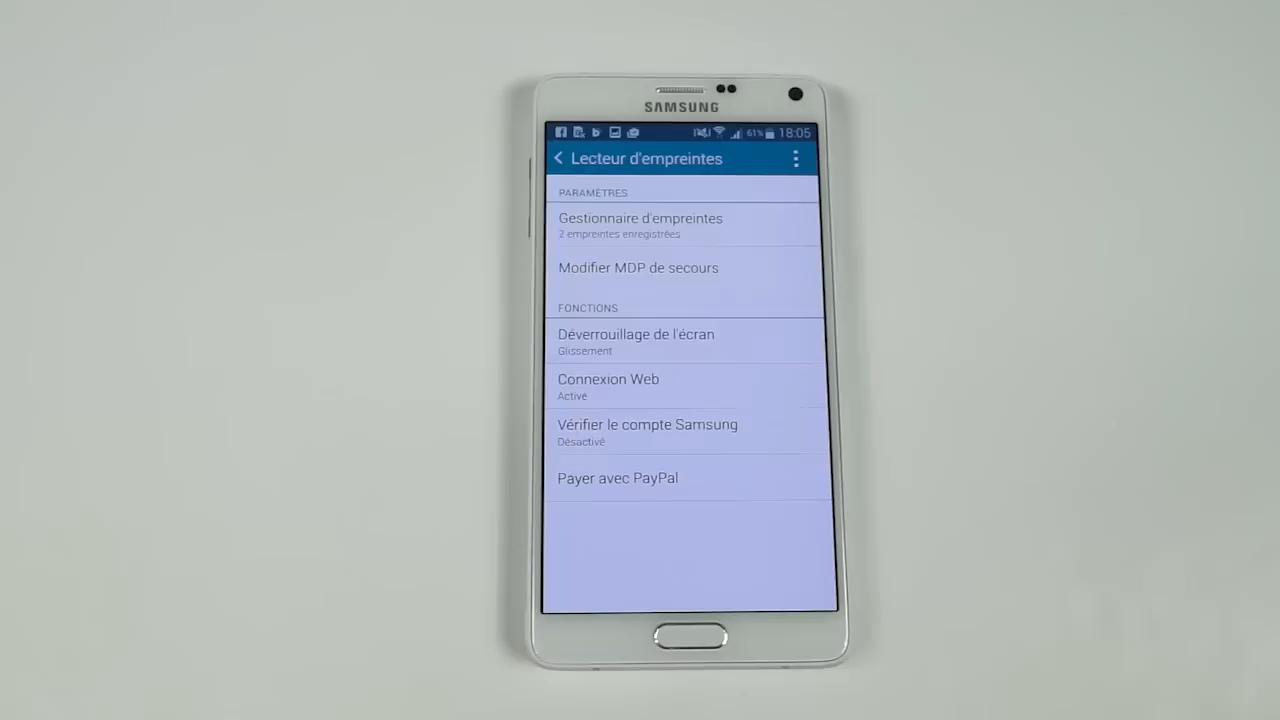 SAMSUNG
61% 18:05
Lecteur d'empreintes
PARAMÈTRES
Gestionnaire d'empreintes
2 empreintes enregistrées
Modifier MDP de secours
FONCTIONS
Déverrouillage de l'écran
Glissement
Connexion Web
Activé
Vérifier le compte Samsung
Désactivé
Payer avec PayPal